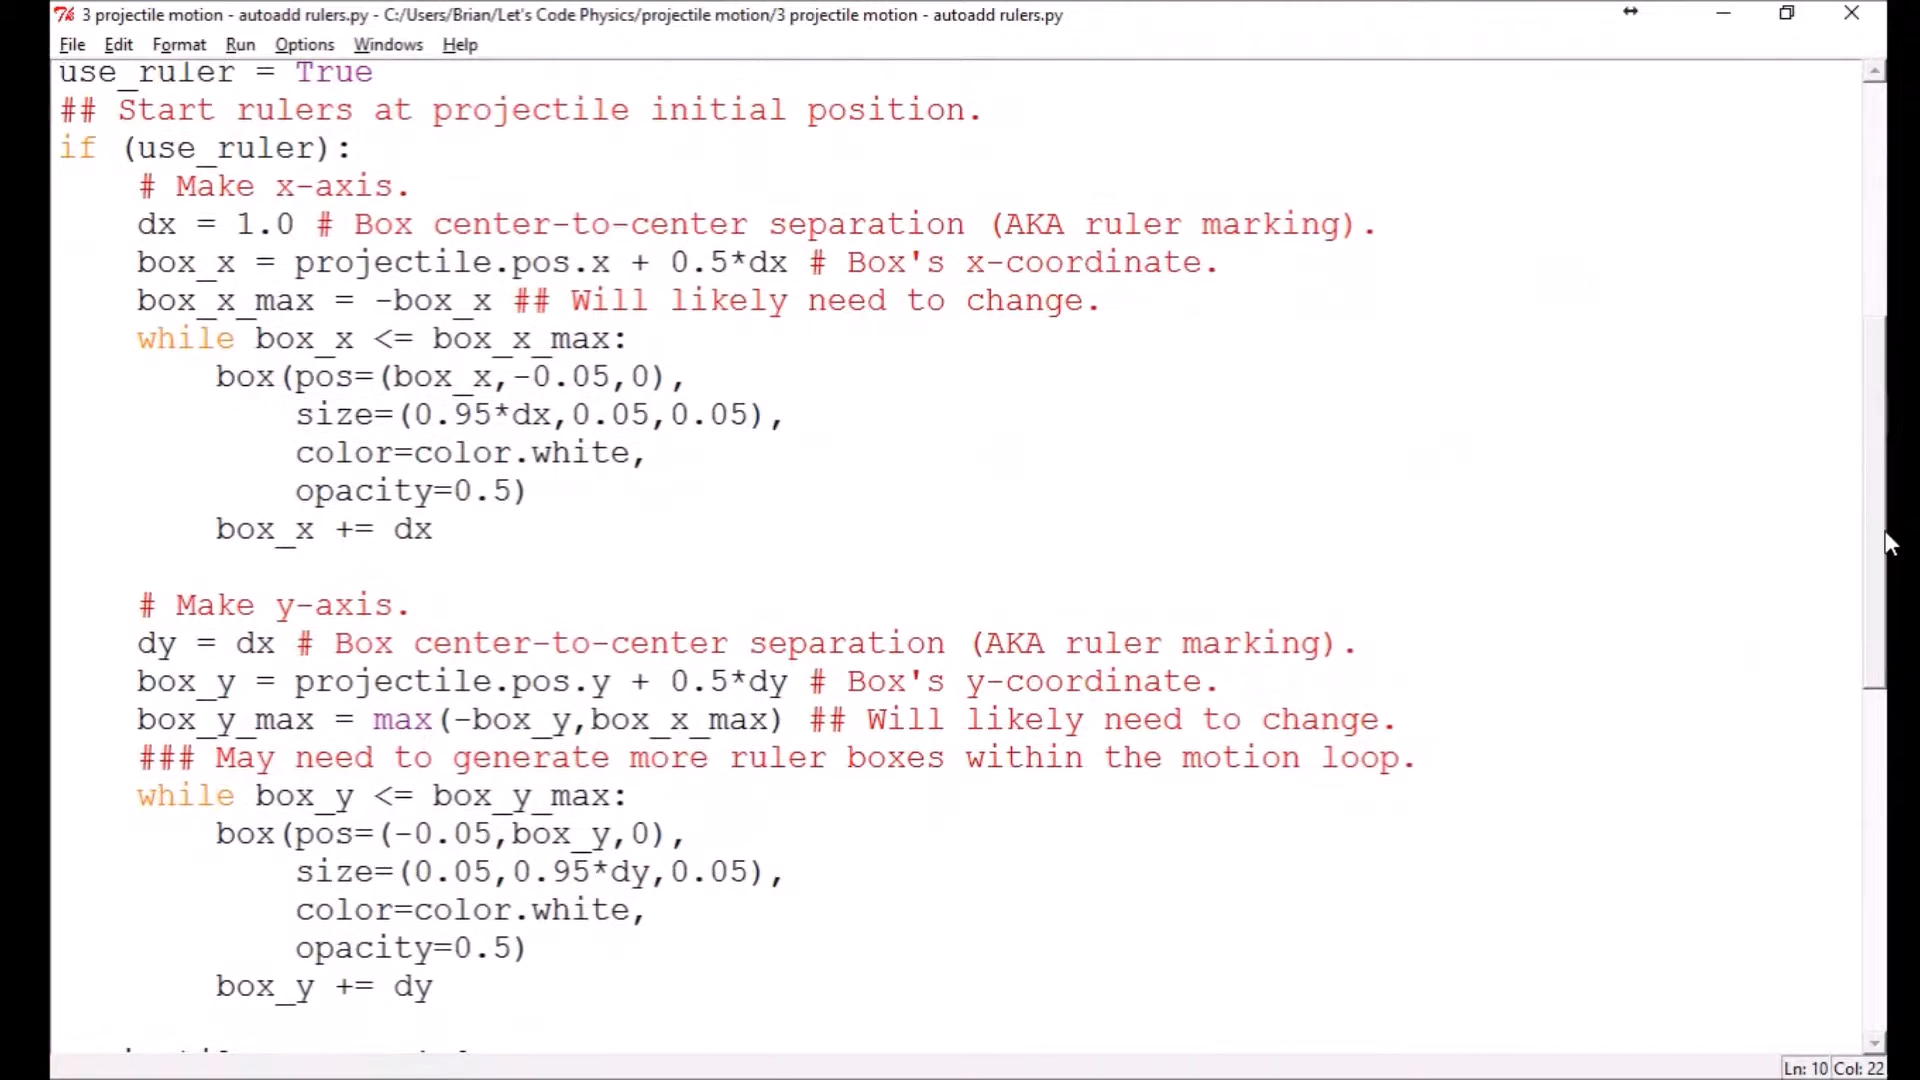 3 projectile motion - autoadd rulers.py - C:/Users/Brian/Let's Code Physics/projectile motion/3 projectile motion - autoadd rulers.py
File Edit Format Run Options Windows Help
use_ruler = True
## Start rulers at projectile initial position.
if (use_ruler):
    # Make x-axis.
    dx = 1.0 # Box center-to-center separation (AKA ruler marking).
    box_x = projectile.pos.x + 0.5*dx # Box's x-coordinate.
    box_x_max = -box_x ## Will likely need to change.
    while box_x <= box_x_max:
        box(pos=(box_x,-0.05,0),
            size=(0.95*dx,0.05,0.05),
            color=color.white,
            opacity=0.5)
        box_x += dx
    # Make y-axis.
    dy = dx # Box center-to-center separation (AKA ruler marking).
    box_y = projectile.pos.y + 0.5*dy # Box's y-coordinate.
    box_y_max = max(-box_y,box_x_max) ## Will likely need to change.
    ### May need to generate more ruler boxes within the motion loop.
    while box_y <= box_y_max:
        box(pos=(-0.05,box_y,0),
            size=(0.05,0.95*dy,0.05),
            color=color.white,
            opacity=0.5)
        box_y += dy
Ln: 10 Col: 22